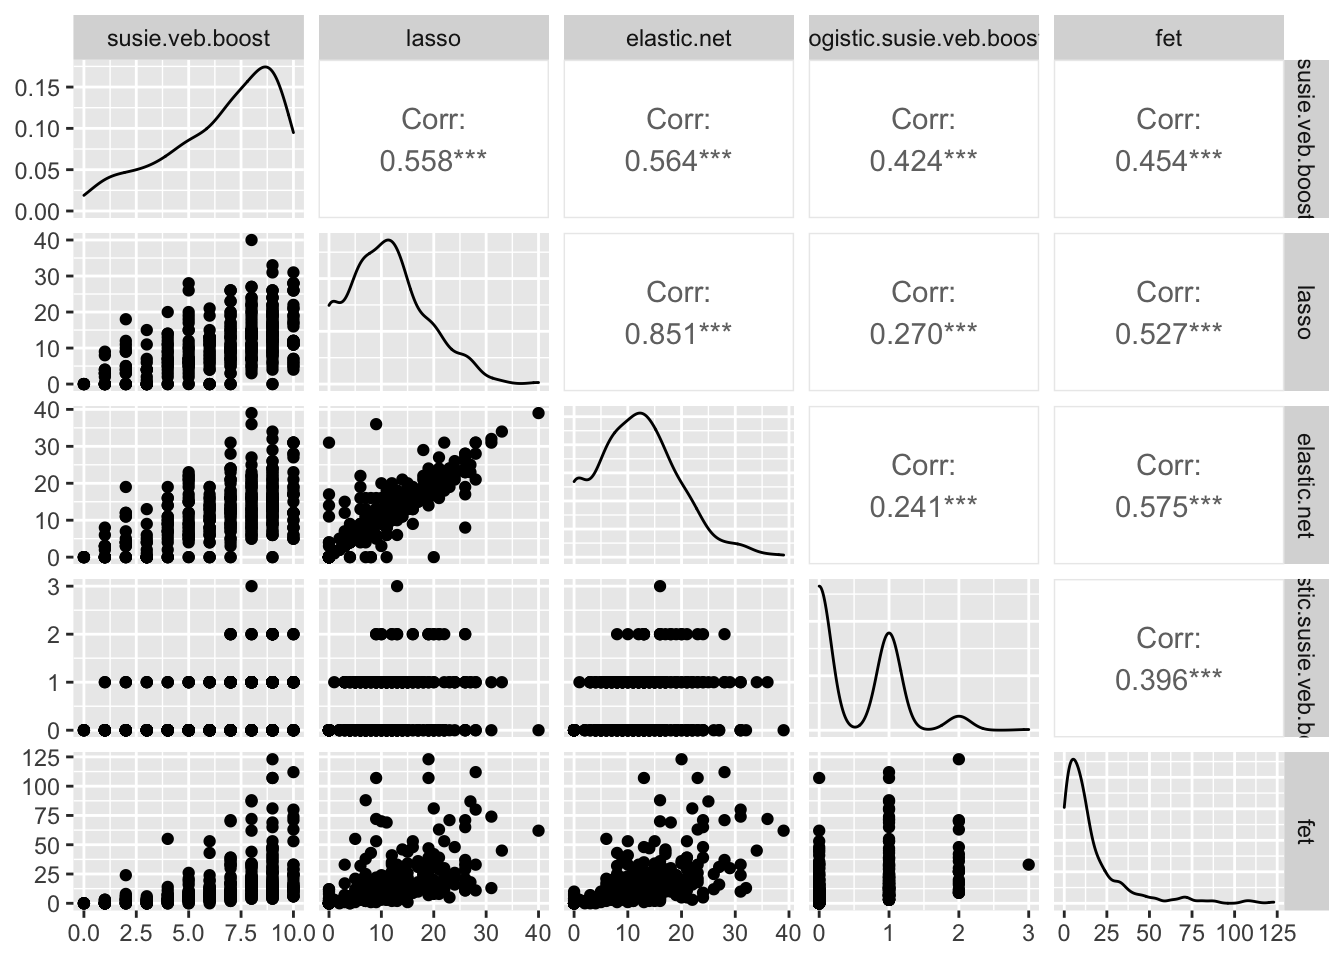 susie.veb.boost lasso elastic.net ogistic.susie.veb.boost fet
susie.veb.boost
0.15
0.10
0.05
0.00
Corr:
0.558***
Corr:
0.564***
Corr:
0.424***
Corr:
0.454***
lasso
40
30
20
10
0
Corr:
0.851***
Corr:
0.270***
Corr:
0.527***
elastic.net
40
30
20
10
0
Corr:
0.241***
Corr:
0.575***
stic.susie.veb.bo
3
2
1
0
Corr:
0.396***
fet
125
100
75
50
25
0
0.0 2.5 5.0 7.5 10.0 0 10 20 30 40 0 10 20 30 40 0 1 2 3 0 25 50 75 100 125